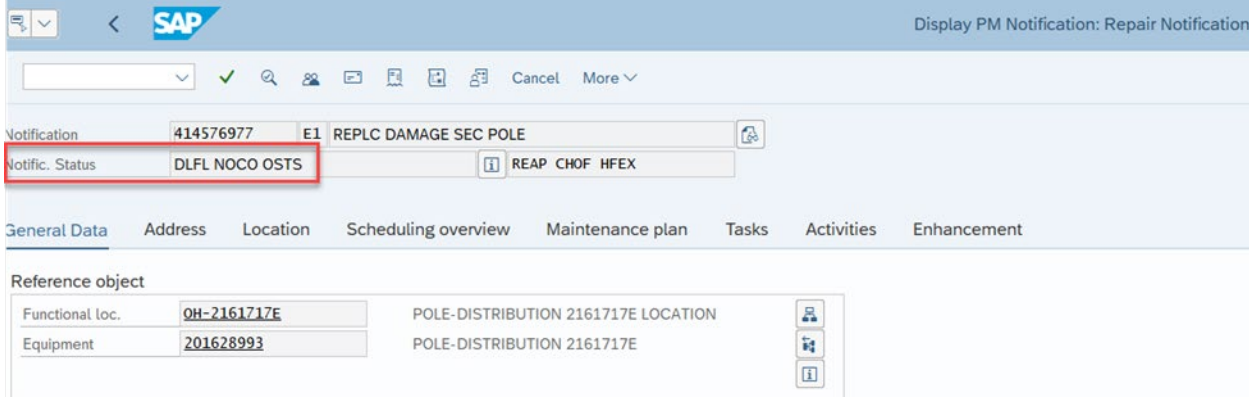 SAP Display PM Notification: Repair Notification
Cancel More
Notification 414576977 E1 REPLC DAMAGE SEC POLE
Notific. Status DLFL NOCO OSTS REAP CHOF HFEX
General Data Address Location Scheduling overview Maintenance plan Tasks Activities Enhancement
Reference object
Functional loc. OH-2161717E POLE-DISTRIBUTION 2161717E LOCATION
Equipment 201628993 POLE-DISTRIBUTION 2161717E